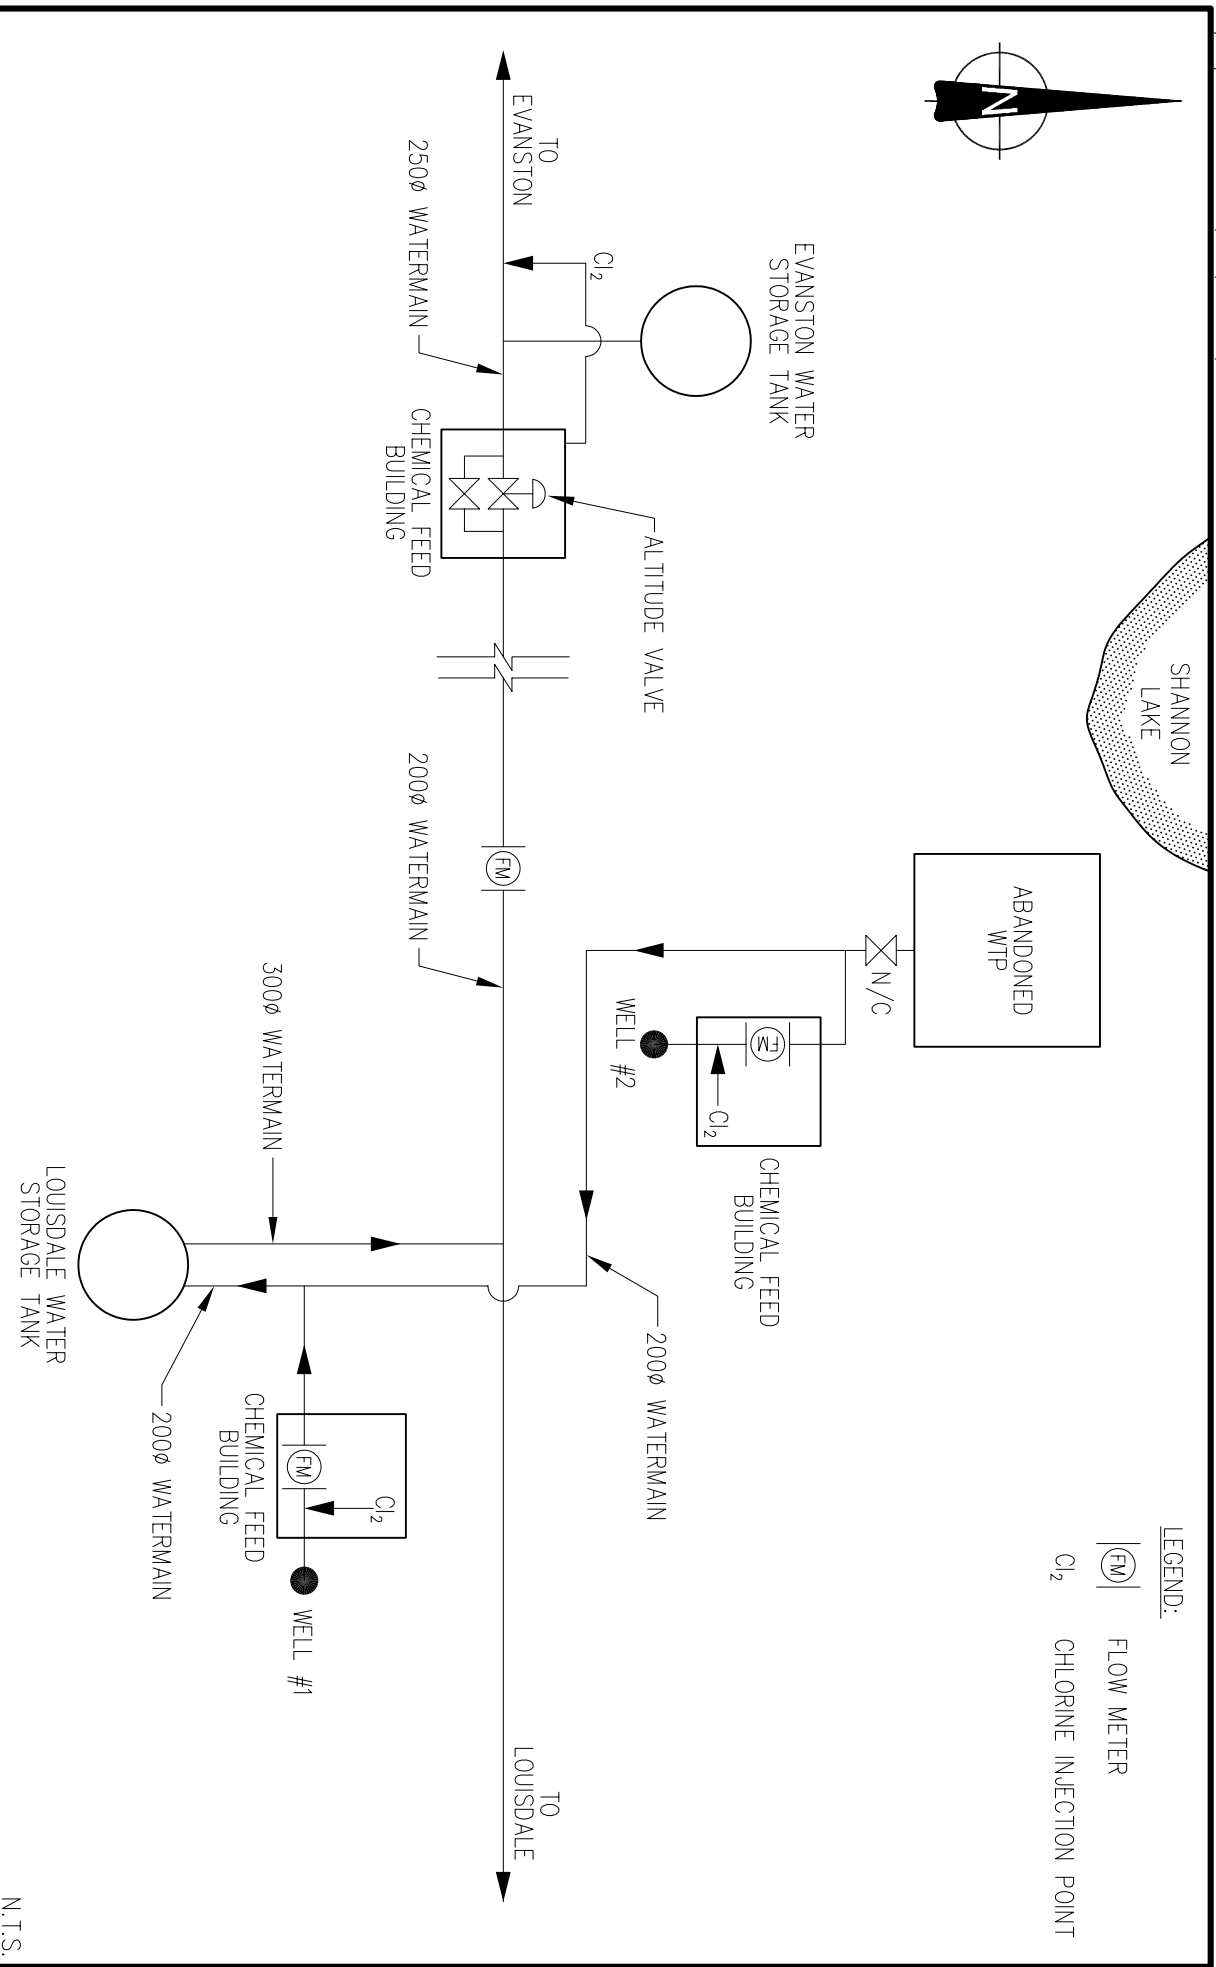 N
SHANNON
LAKE
LEGEND:
FM
FLOW METER
Cl₂
CHLORINE INJECTION POINT
ABANDONED
WTP
N/C
EVANSTON WATER
STORAGE TANK
Cl₂
TO
EVANSTON
250ø WATERMAIN
CHEMICAL FEED
BUILDING
ALTITUDE VALVE
200ø WATERMAIN
FM
FM
Cl₂
WELL #2
CHEMICAL FEED
BUILDING
200ø WATERMAIN
TO
LOUISDALE
300ø WATERMAIN
LOUISDALE WATER
STORAGE TANK
200ø WATERMAIN
Cl₂
FM
CHEMICAL FEED
BUILDING
WELL #1
N.T.S.